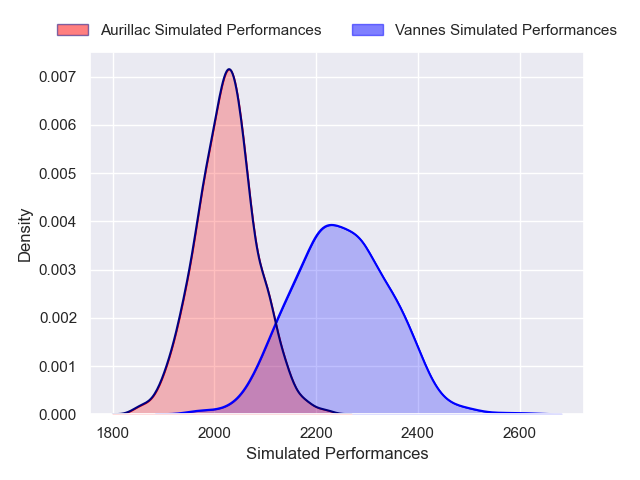 Aurillac Simulated Performances Vannes Simulated Performances
0.007
0.006
0.005
0.004
0.003
0.002
0.001
0.000
Density
1800 2000 2200 2400 2600
Simulated Performances